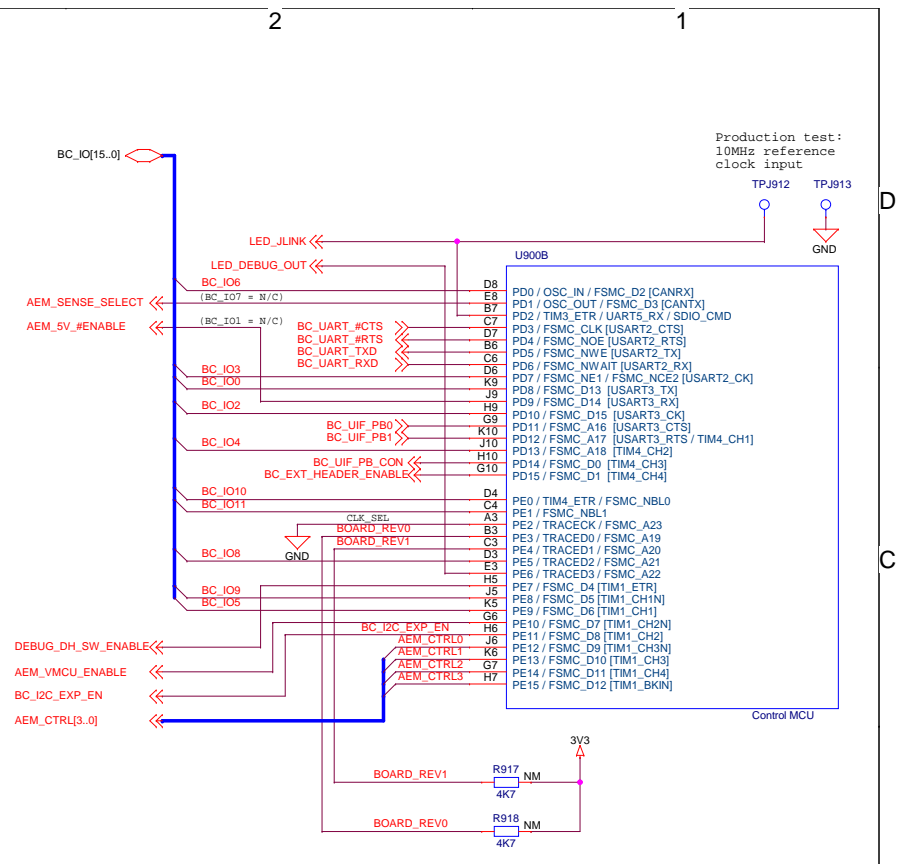 2
1
Production test:
10MHz reference
clock input
BC_IO[15..0]
TPJ912
TPJ913
D
LED_JLINK
GND
LED_DEBUG_OUT
U900B
BC_IO6
D8
PD0 / OSC_IN / FSMC_D2 [CANRX]
AEM_SENSE_SELECT
(BC_IO7 = N/C)
E8
PD1 / OSC_OUT / FSMC_D3 [CANTX]
B7
PD2 / TIM3_ETR / UART5_RX / SDIO_CMD
AEM_5V_#ENABLE
(BC_IO1 = N/C)
BC_UART_#CTS
C7
PD3 / FSMC_CLK [USART2_CTS]
BC_UART_#RTS
D7
PD4 / FSMC_NOE [USART2_RTS]
BC_UART_TXD
B6
PD5 / FSMC_NWE [USART2_TX]
BC_UART_RXD
C6
PD6 / FSMC_NWAIT [USART2_RX]
BC_IO3
D6
PD7 / FSMC_NE1 / FSMC_NCE2 [USART2_CK]
BC_IO0
K9
PD8 / FSMC_D13 [USART3_TX]
J9
PD9 / FSMC_D14 [USART3_RX]
BC_IO2
H9
PD10 / FSMC_D15 [USART3_CK]
BC_UIF_PB0
G9
PD11 / FSMC_A16 [USART3_CTS]
BC_UIF_PB1
K10
PD12 / FSMC_A17 [USART3_RTS / TIM4_CH1]
BC_IO4
J10
PD13 / FSMC_A18 [TIM4_CH2]
BC_UIF_PB_CON
H10
PD14 / FSMC_D0 [TIM4_CH3]
BC_EXT_HEADER_ENABLE
G10
PD15 / FSMC_D1 [TIM4_CH4]
BC_IO10
D4
PE0 / TIM4_ETR / FSMC_NBL0
BC_IO11
C4
PE1 / FSMC_NBL1
CLK_SEL
A3
PE2 / TRACECK / FSMC_A23
BOARD_REV0
B3
PE3 / TRACED0 / FSMC_A19
BOARD_REV1
C3
PE4 / TRACED1 / FSMC_A20
GND
BC_IO8
D3
PE5 / TRACED2 / FSMC_A21
C
E3
PE6 / TRACED3 / FSMC_A22
H5
PE7 / FSMC_D4 [TIM1_ETR]
BC_IO9
J5
PE8 / FSMC_D5 [TIM1_CH1N]
BC_IO5
K5
PE9 / FSMC_D6 [TIM1_CH1]
G6
PE10 / FSMC_D7 [TIM1_CH2N]
BC_I2C_EXP_EN
H6
PE11 / FSMC_D8 [TIM1_CH2]
DEBUG_DH_SW_ENABLE
AEM_CTRL0
J6
PE12 / FSMC_D9 [TIM1_CH3N]
AEM_CTRL1
K6
PE13 / FSMC_D10 [TIM1_CH3]
AEM_VMCU_ENABLE
AEM_CTRL2
G7
PE14 / FSMC_D11 [TIM1_CH4]
AEM_CTRL3
H7
PE15 / FSMC_D12 [TIM1_BKIN]
BC_I2C_EXP_EN
AEM_CTRL[3..0]
Control MCU
3V3
BOARD_REV1
R917
NM
4K7
BOARD_REV0
R918
NM
4K7